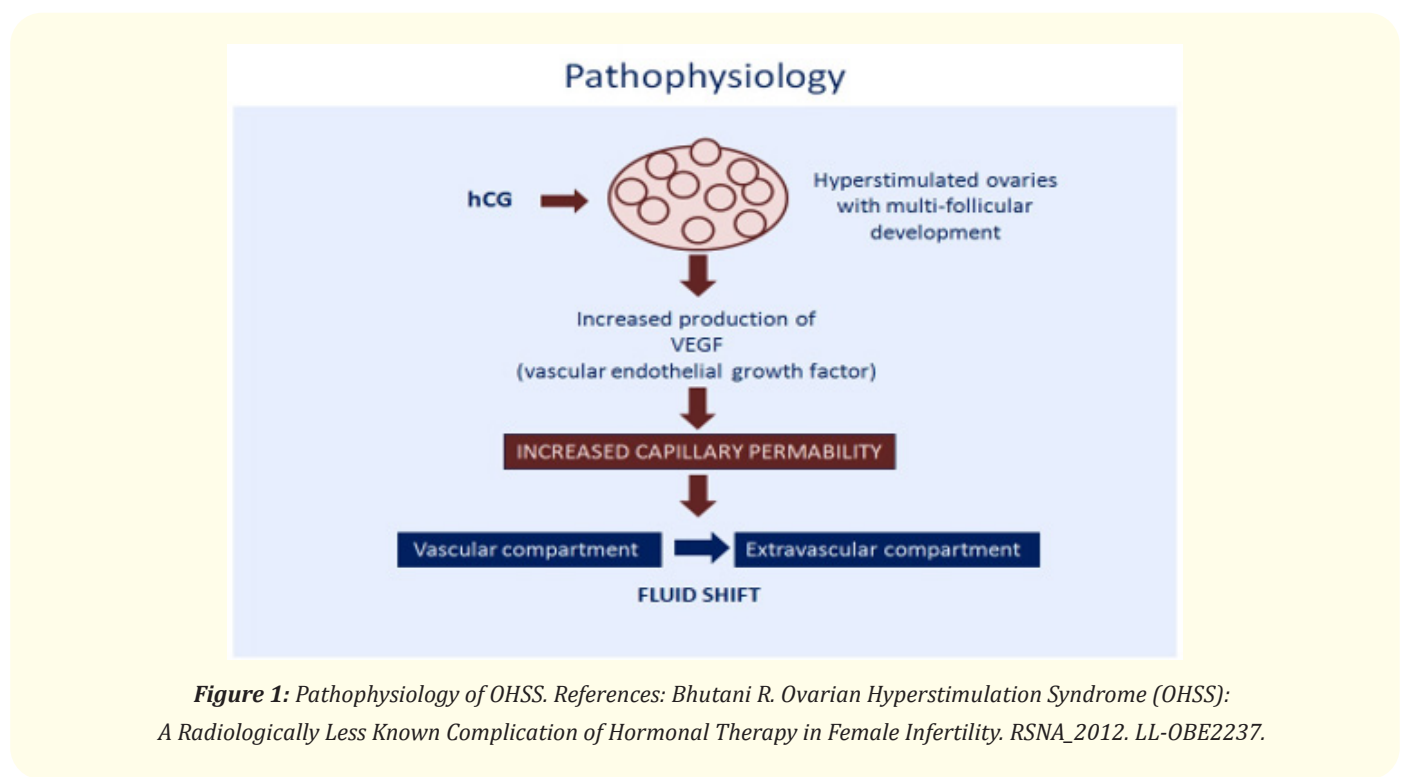 Pathophysiology
hCG
Hyperstimulated ovaries
with multi-follicular
development
Increased production of
VEGF
(vascular endothelial growth factor)
INCREASED CAPILLARY PERMABILITY
Vascular compartment
Extravascular compartment
FLUID SHIFT
Figure 1: Pathophysiology of OHSS. References: Bhutani R. Ovarian Hyperstimulation Syndrome (OHSS):
A Radiologically Less Known Complication of Hormonal Therapy in Female Infertility. RSNA_2012. LL-OBE2237.